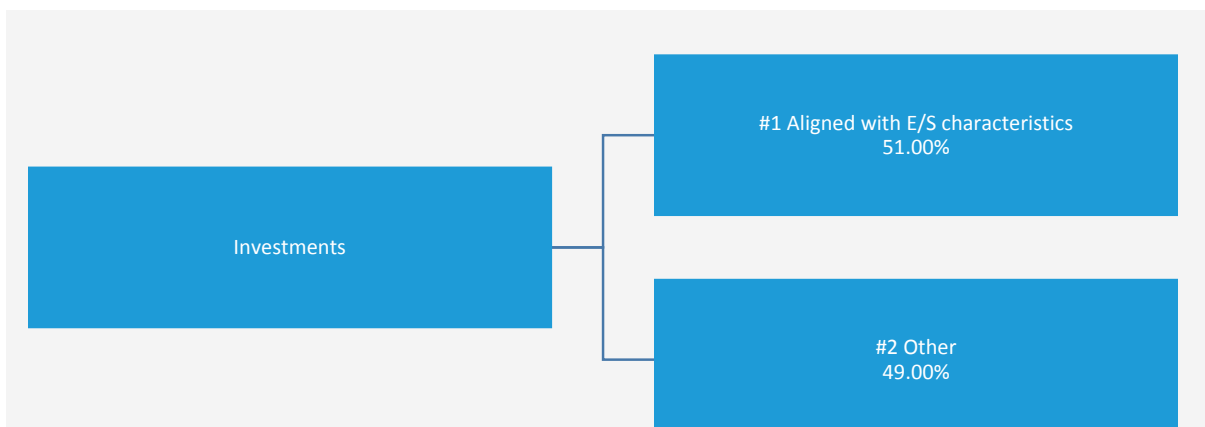 #1 Aligned with E/S characteristics
51.00%
Investments
#2 Other
49.00%